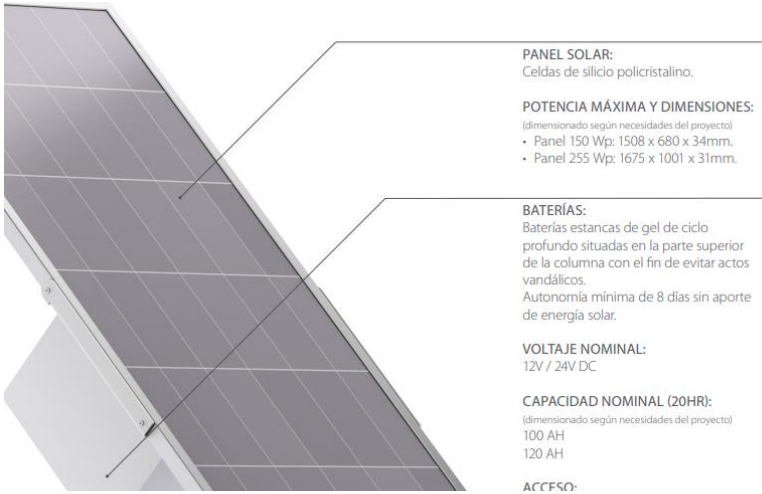 PANEL SOLAR:
Celdas de silicio policristalino.
POTENCIA MÁXIMA Y DIMENSIONES:
(dimensionado según necesidades del proyecto)
• Panel 150 Wp: 1508 x 680 x 34mm.
• Panel 255 Wp: 1675 x 1001 x 31mm.
BATERÍAS:
Baterías estancas de gel de ciclo
profundo situadas en la parte superior
de la columna con el fin de evitar actos
vandálicos.
Autonomía mínima de 8 días sin aporte
de energía solar.
VOLTAJE NOMINAL:
12V / 24V DC
CAPACIDAD NOMINAL (20HR):
(dimensionado según necesidades del proyecto)
100 AH
120 AH
ACCESO: